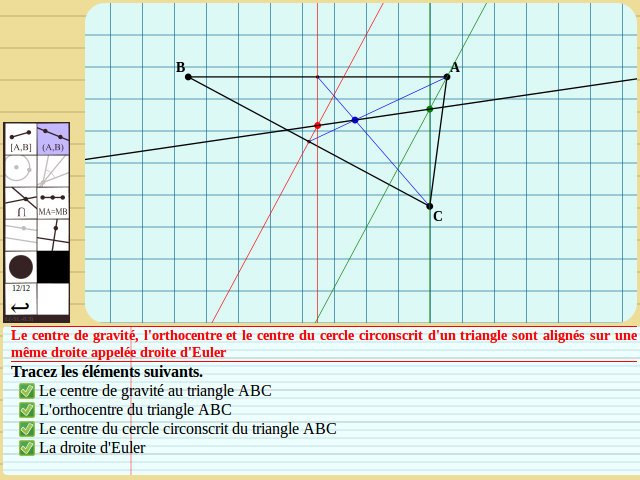 B
A
C
[A,B] (A,B)
∩ MA=MB
12/12
Le centre de gravité, l'orthocentre et le centre du cercle circonscrit d'un triangle sont alignés sur une
même droite appelée droite d'Euler
Tracez les éléments suivants.
Le centre de gravité au triangle ABC
L'orthocentre du triangle ABC
Le centre du cercle circonscrit du triangle ABC
La droite d'Euler